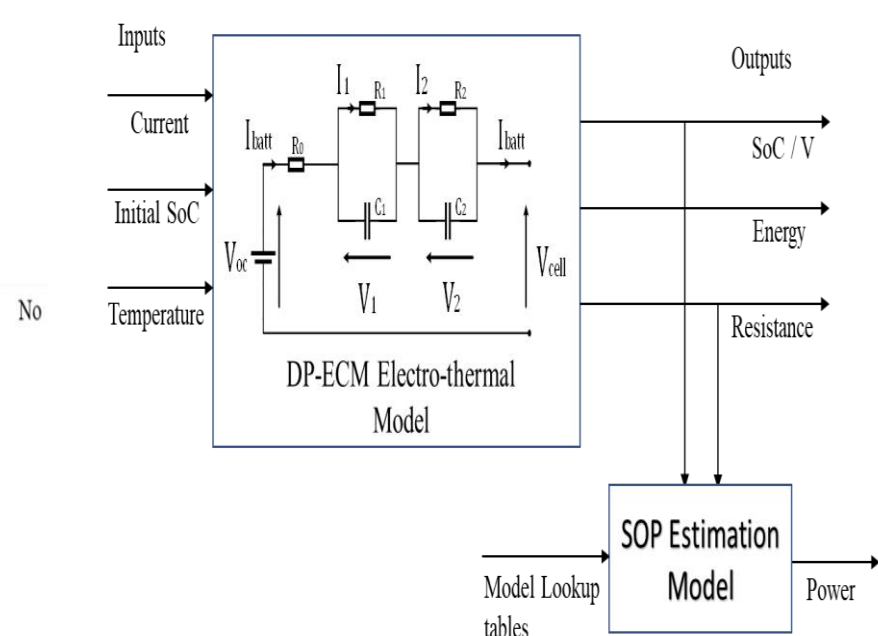 Inputs
Current
Initial SoC
Temperature
No
I1
R1
I2
R2
Ibatt
R0
Ibatt
C1
C2
Voc
V1
V2
Vcell
DP-ECM Electro-thermal
Model
Outputs
SoC / V
Energy
Resistance
SOP Estimation
Model
Model Lookup
tables
Power